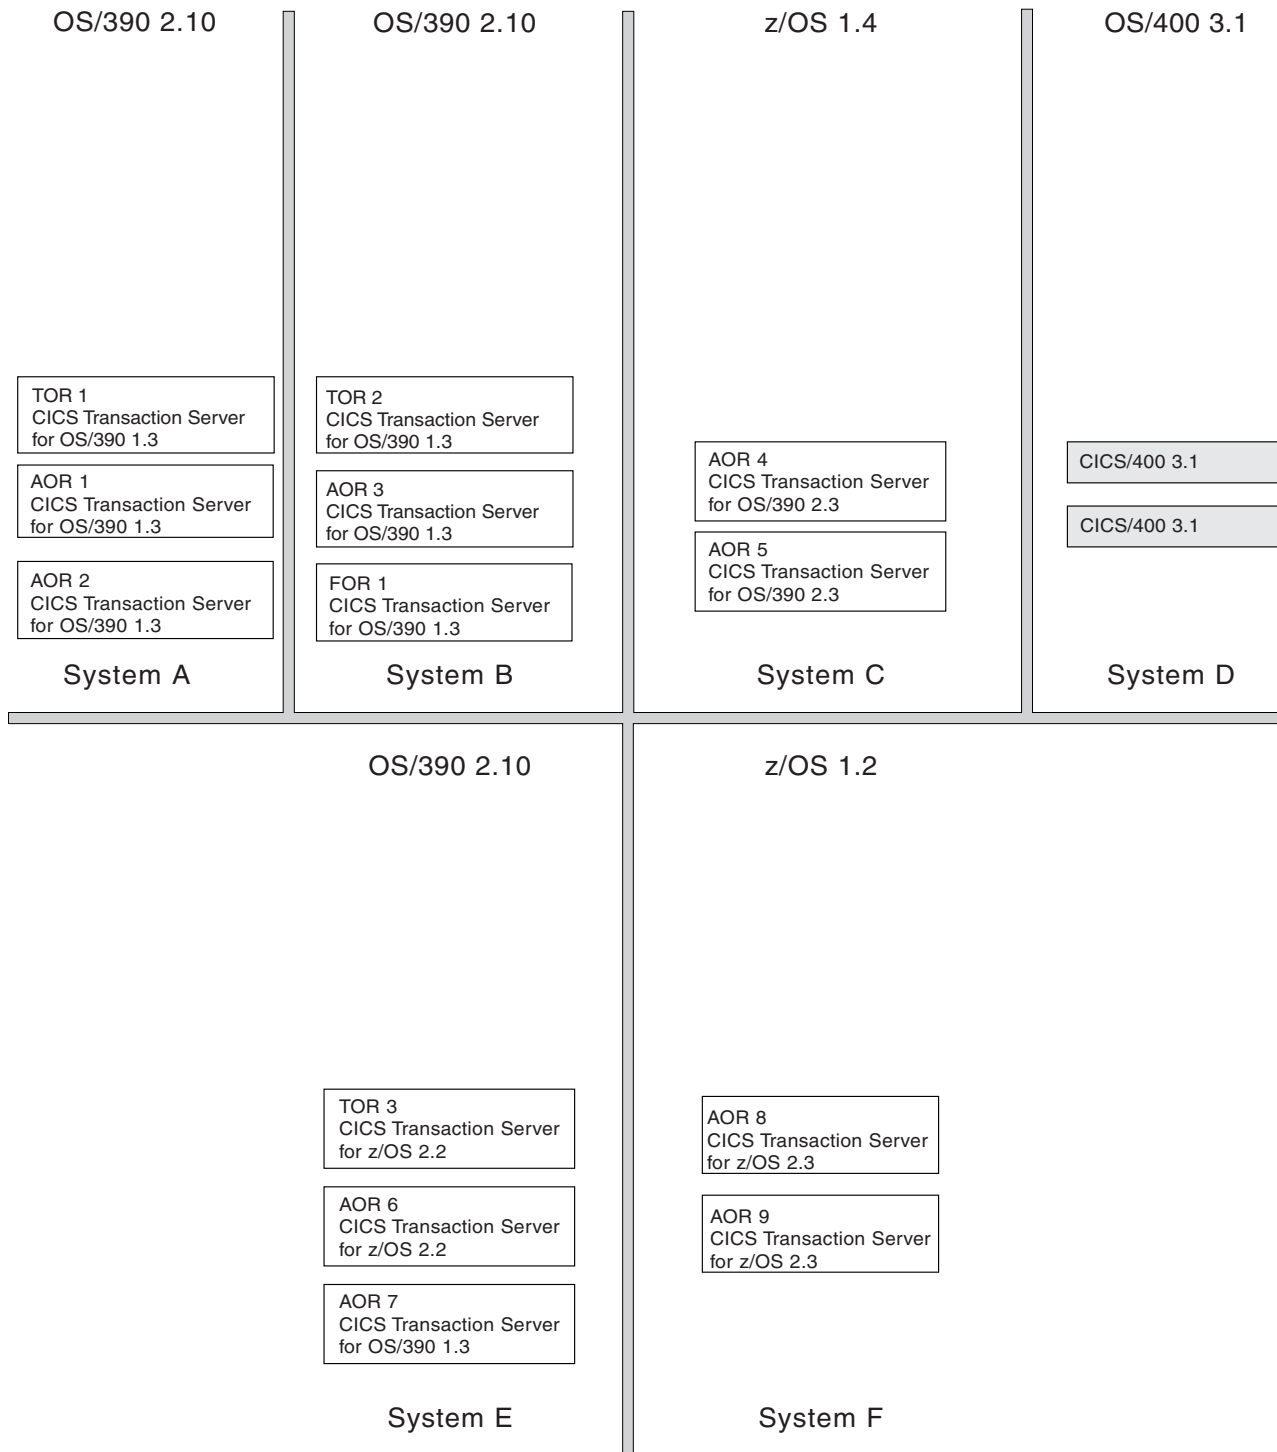 OS/390 2.10
OS/390 2.10
z/OS 1.4
OS/400 3.1
TOR 1
CICS Transaction Server
for OS/390 1.3
AOR 1
CICS Transaction Server
for OS/390 1.3
AOR 2
CICS Transaction Server
for OS/390 1.3
System A
TOR 2
CICS Transaction Server
for OS/390 1.3
AOR 3
CICS Transaction Server
for OS/390 1.3
FOR 1
CICS Transaction Server
for OS/390 1.3
System B
AOR 4
CICS Transaction Server
for OS/390 2.3
AOR 5
CICS Transaction Server
for OS/390 2.3
System C
CICS/400 3.1
CICS/400 3.1
System D
OS/390 2.10
z/OS 1.2
TOR 3
CICS Transaction Server
for z/OS 2.2
AOR 6
CICS Transaction Server
for z/OS 2.2
AOR 7
CICS Transaction Server
for OS/390 1.3
System E
AOR 8
CICS Transaction Server
for z/OS 2.3
AOR 9
CICS Transaction Server
for z/OS 2.3
System F